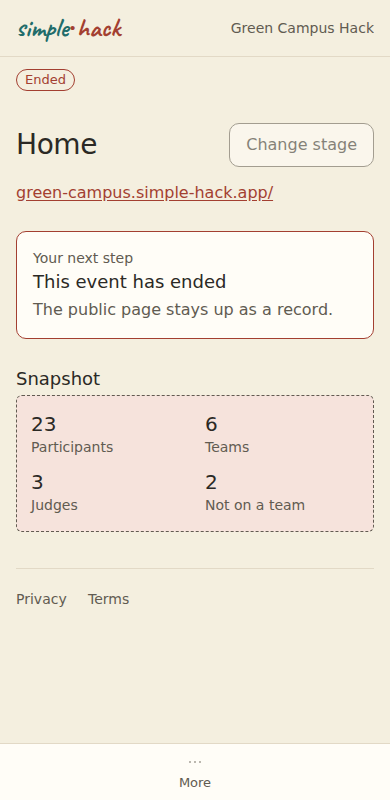 simple·hack
Green Campus Hack
Ended
Home
Change stage
green-campus.simple-hack.app/
Your next step
This event has ended
The public page stays up as a record.
Snapshot
23
Participants
6
Teams
3
Judges
2
Not on a team
Privacy
Terms
...
More